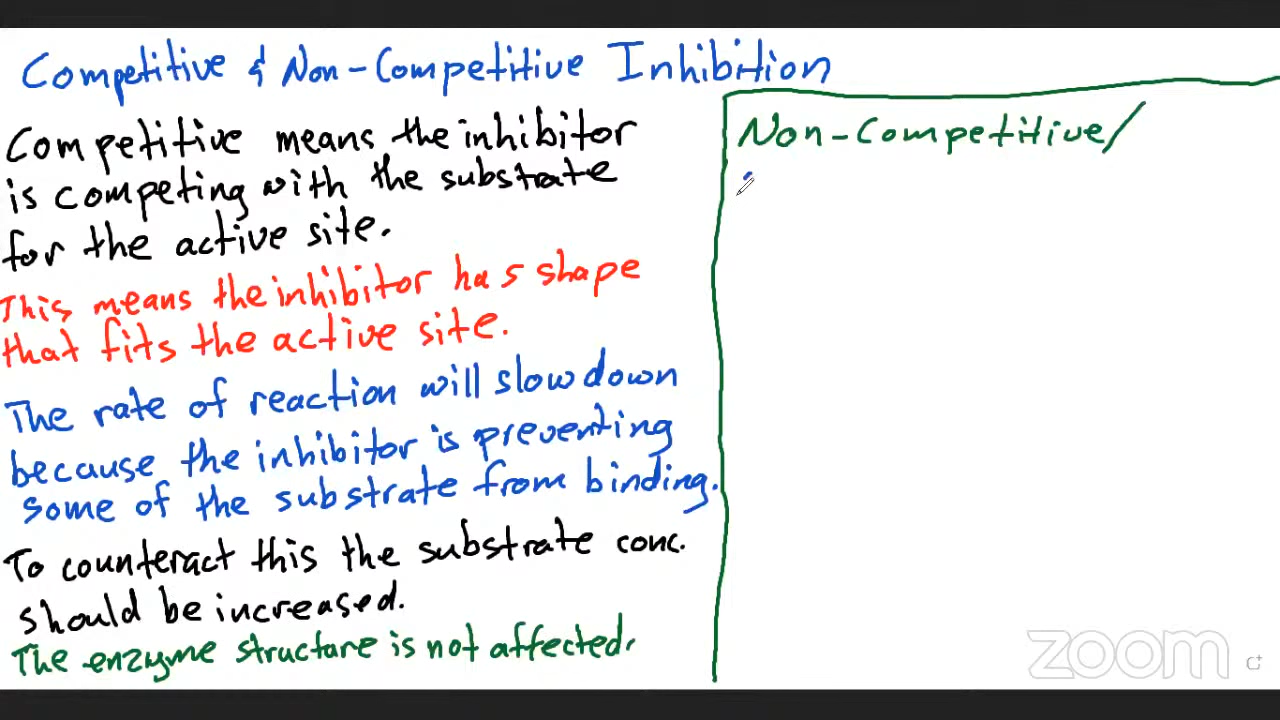 Competitive & Non-Competitive Inhibition
Competitive means the inhibitor
is competing with the substrate
for the active site.
This means the inhibitor has shape
that fits the active site.
The rate of reaction will slow down
because the inhibitor is preventing
some of the substrate from binding.
To counteract this the substrate conc.
should be increased.
The enzyme structure is not affected.
Non-Competitive/
zoom